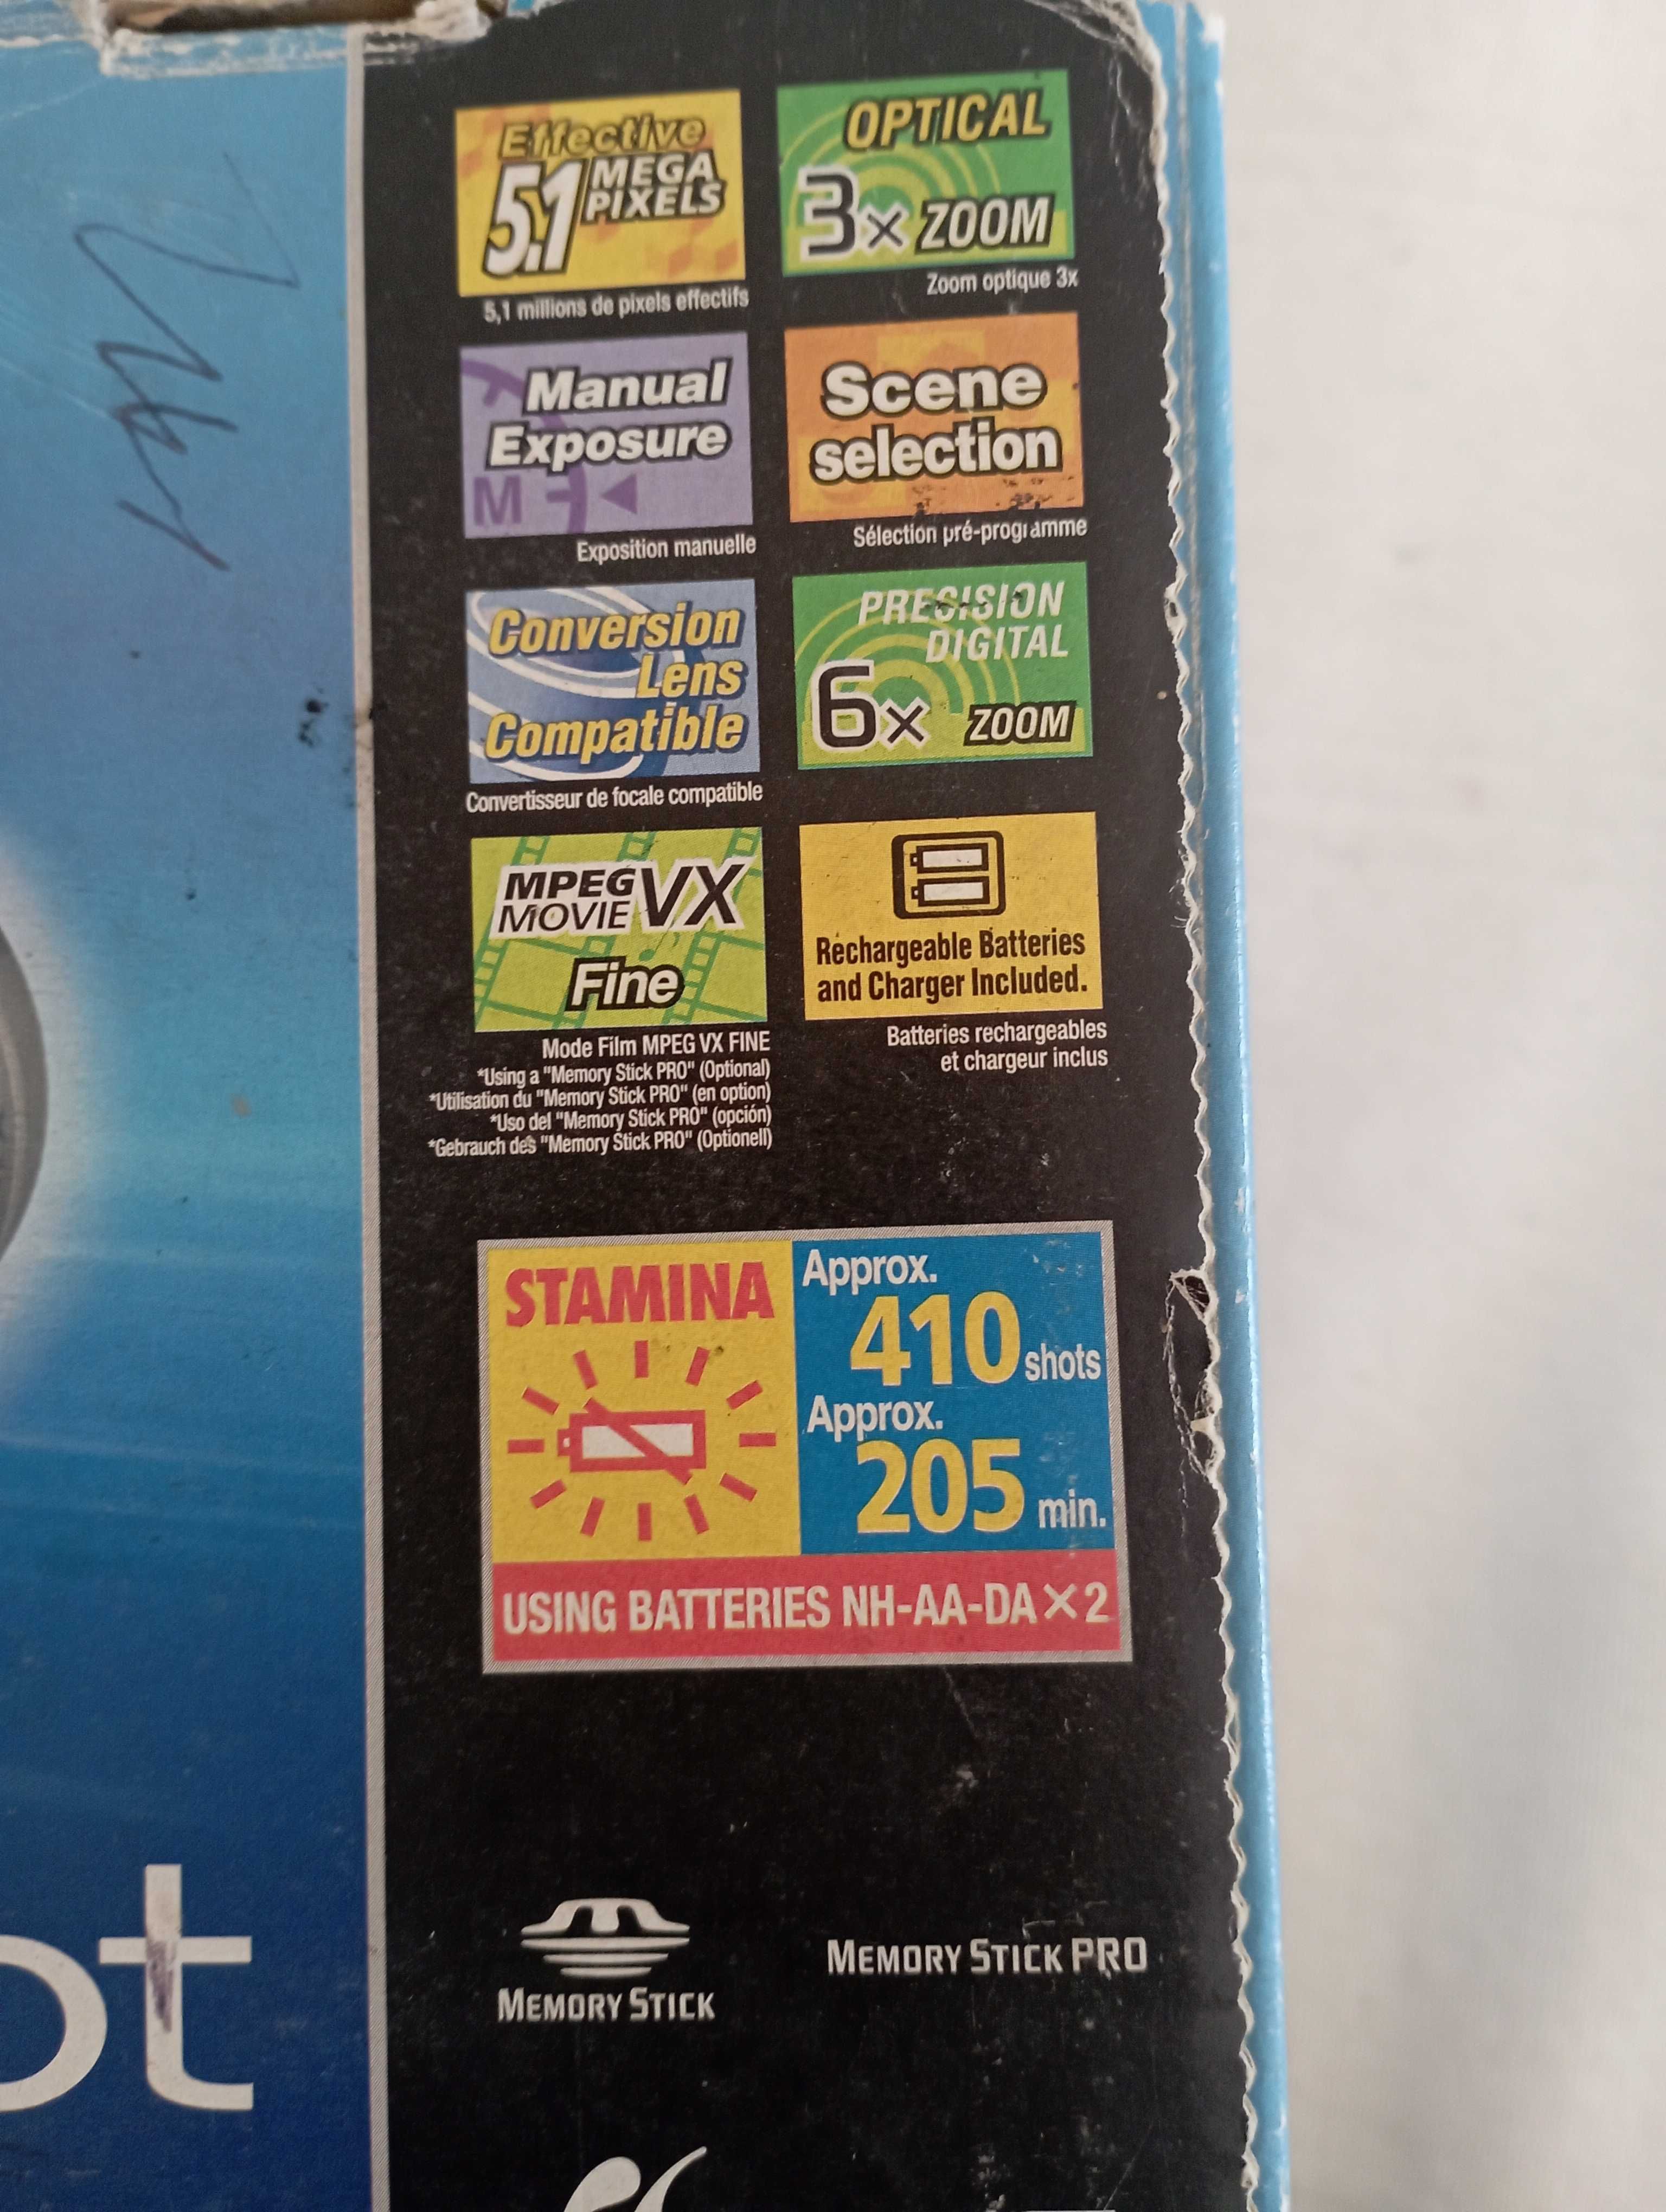 Effective
5.1 MEGA
PIXELS
5,1 millions de pixels effectifs
OPTICAL
3x ZOOM
Zoom optique 3x
Manual
Exposure
M
Exposition manuelle
Scene
selection
Sélection pré-programme
Conversion
Lens
Compatible
Convertisseur de focale compatible
PRECISION
DIGITAL
6x ZOOM
MPEG
MOVIE VX
Fine
Mode Film MPEG VX FINE
*Using a "Memory Stick PRO" (Optional)
*Utilisation du "Memory Stick PRO" (en option)
*Uso del "Memory Stick PRO" (opción)
*Gebrauch des "Memory Stick PRO" (Optionell)
Rechargeable Batteries
and Charger Included.
Batteries rechargeables
et chargeur inclus
STAMINA
Approx.
410 shots
Approx.
205 min.
USING BATTERIES NH-AA-DA×2
MEMORY STICK
MEMORY STICK PRO
ot